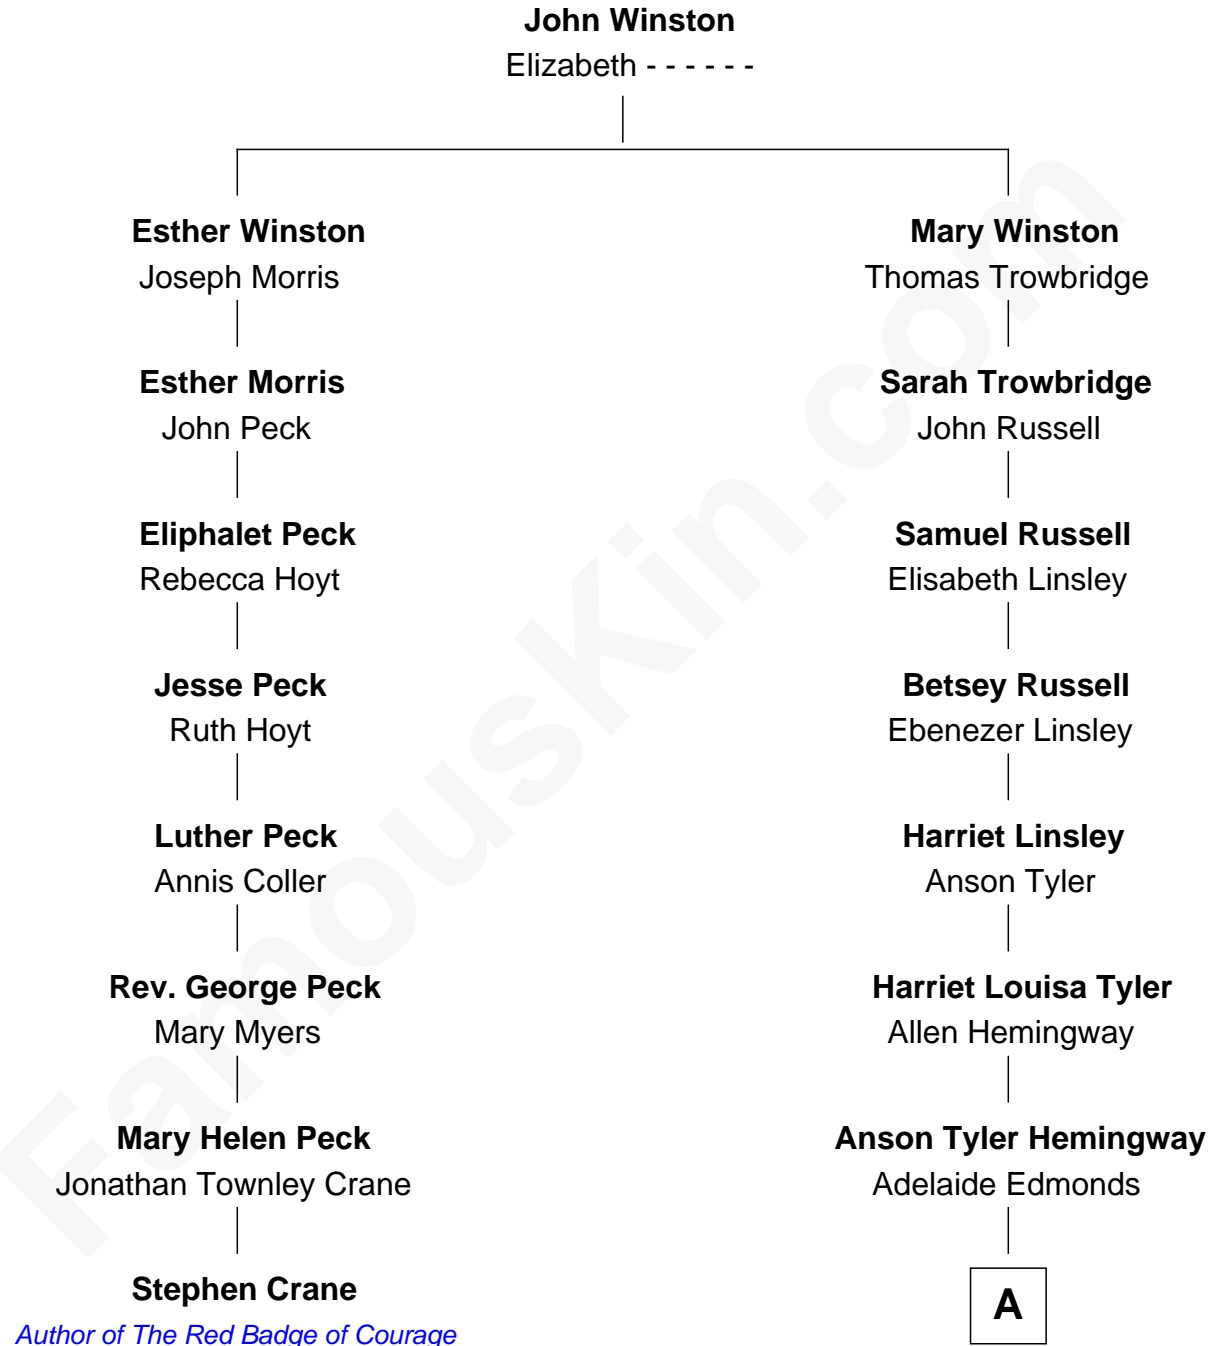 John Winston
Elizabeth - - - - - -
Esther Winston
Joseph Morris
Mary Winston
Thomas Trowbridge
Esther Morris
John Peck
Sarah Trowbridge
John Russell
Eliphalet Peck
Rebecca Hoyt
Samuel Russell
Elisabeth Linsley
Jesse Peck
Ruth Hoyt
Betsey Russell
Ebenezer Linsley
Luther Peck
Annis Coller
Harriet Linsley
Anson Tyler
Rev. George Peck
Mary Myers
Harriet Louisa Tyler
Allen Hemingway
Mary Helen Peck
Jonathan Townley Crane
Anson Tyler Hemingway
Adelaide Edmonds
Stephen Crane
Author of The Red Badge of Courage
A
FamousKin.com